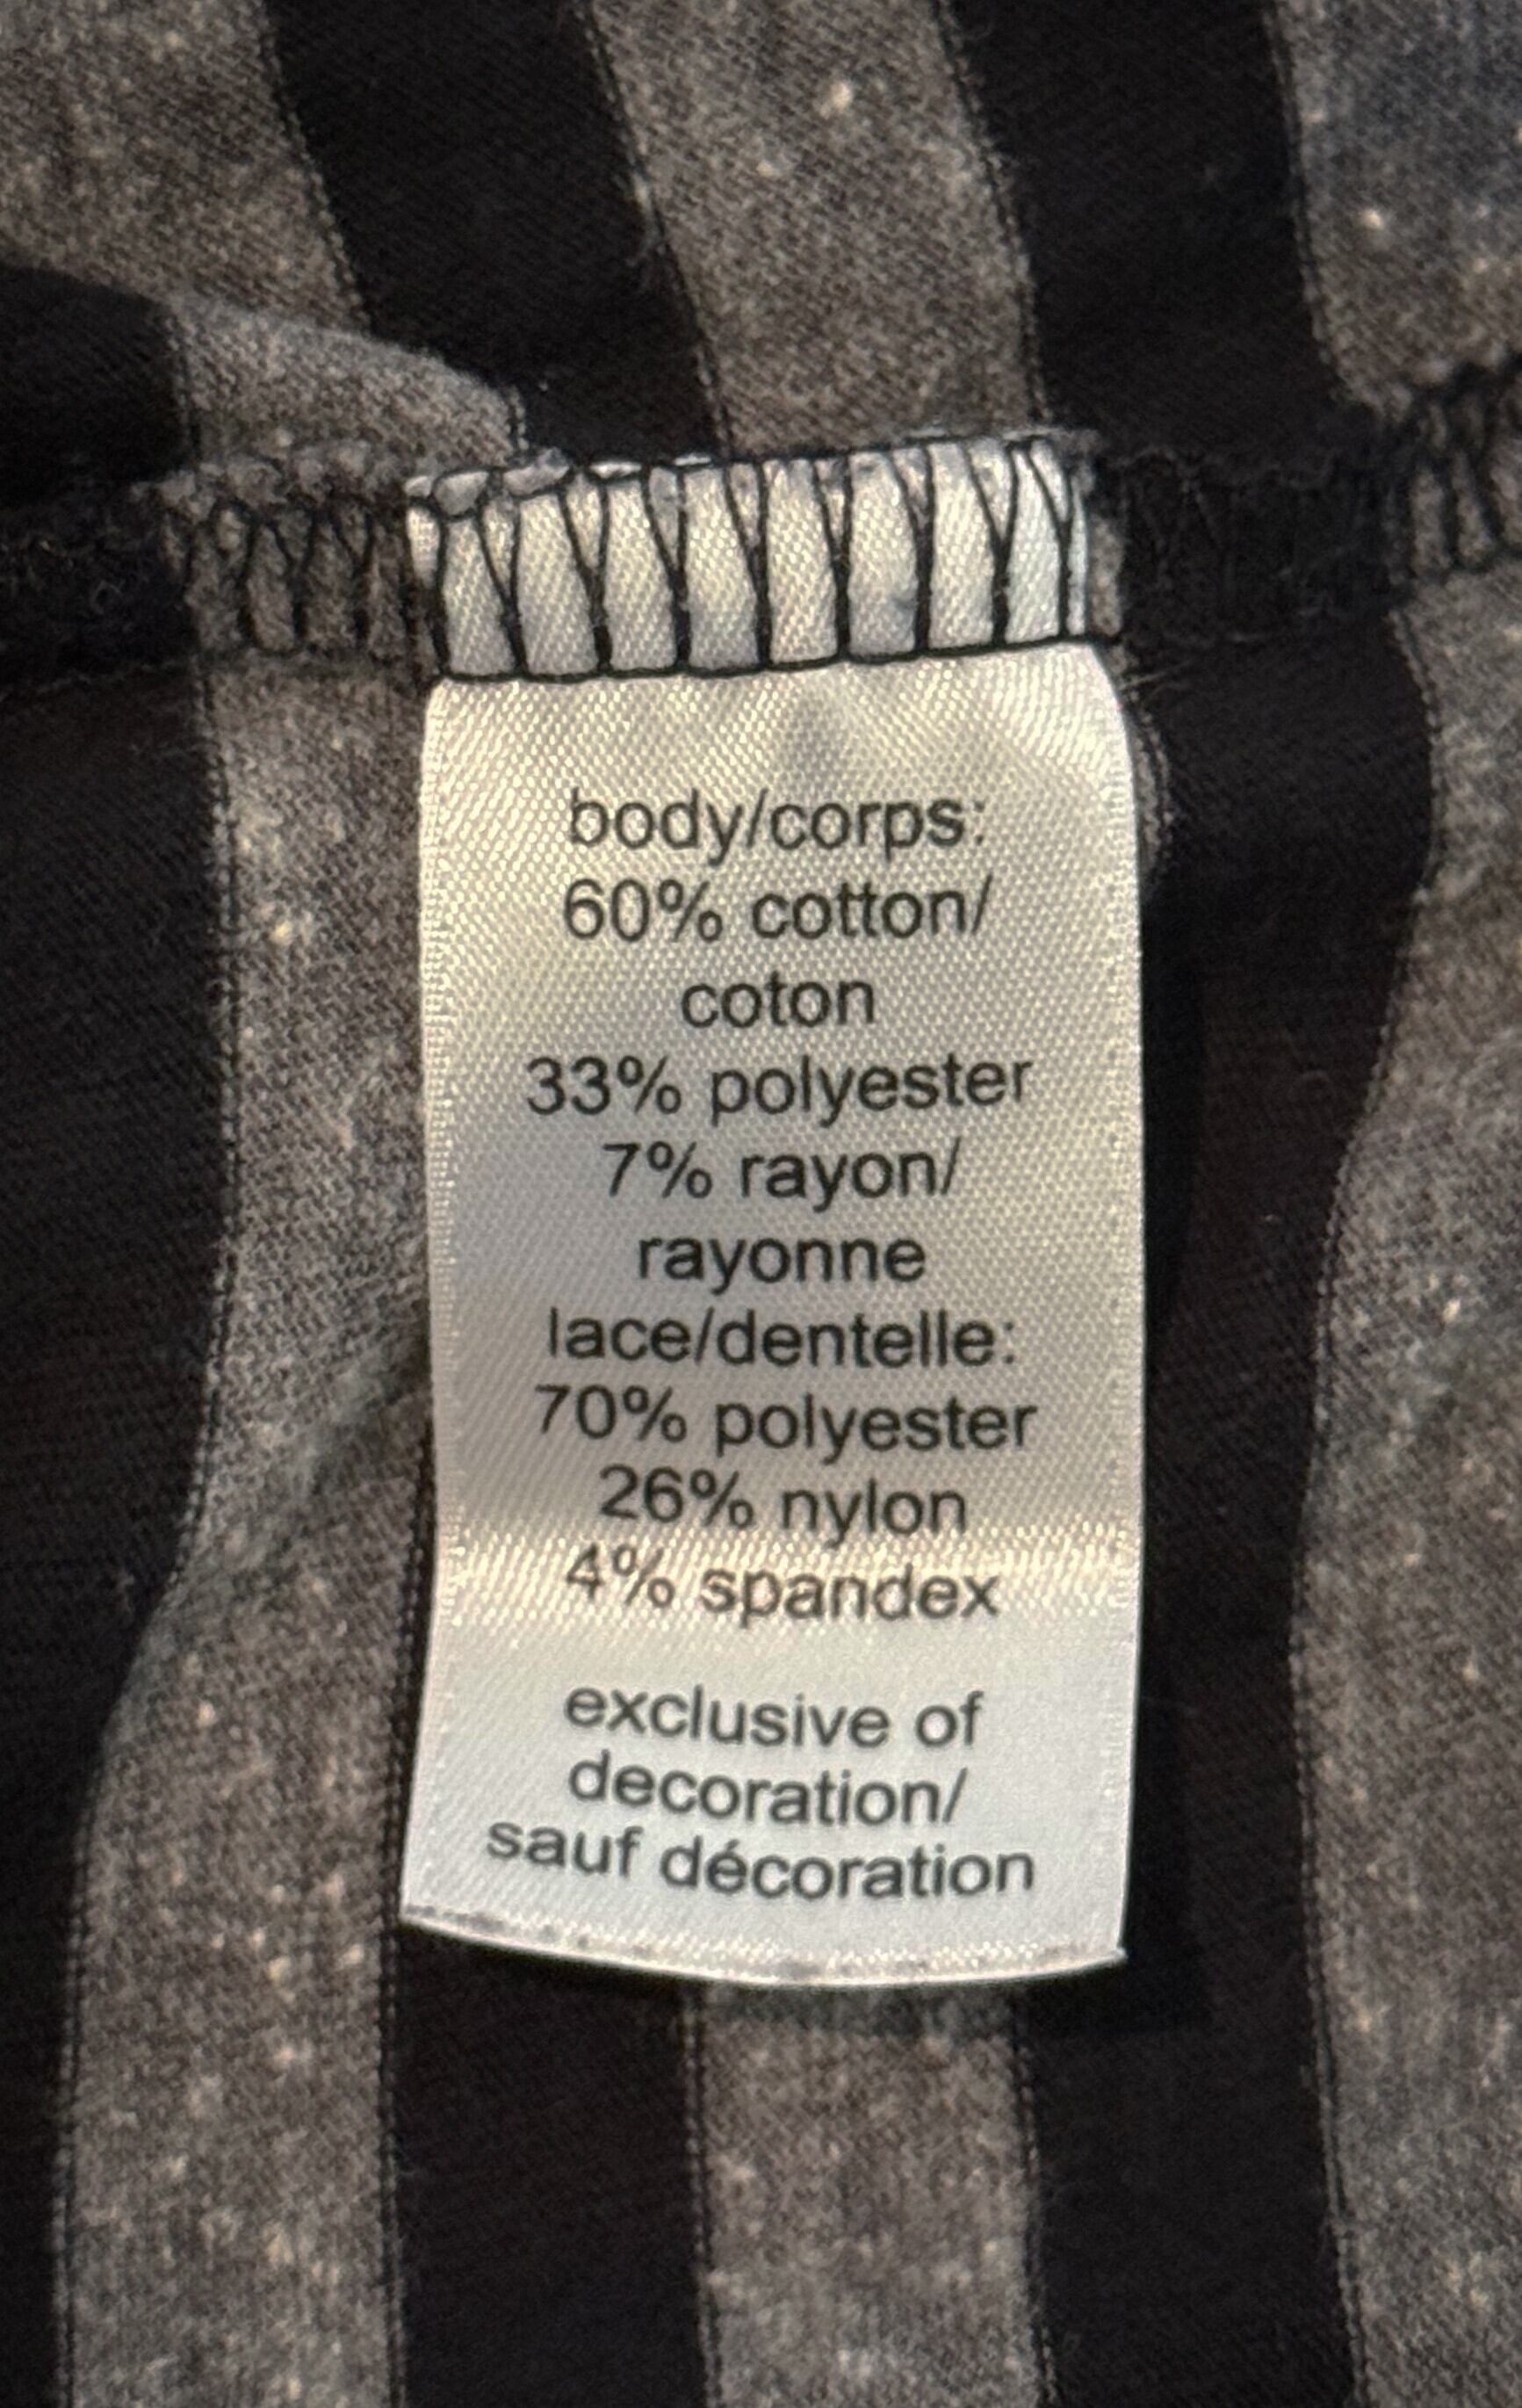 body/corps:
60% cotton/
coton
33% polyester
7% rayon/
rayonne
lace/dentelle:
70% polyester
26% nylon
4% spandex
exclusive of
decoration/
sauf décoration